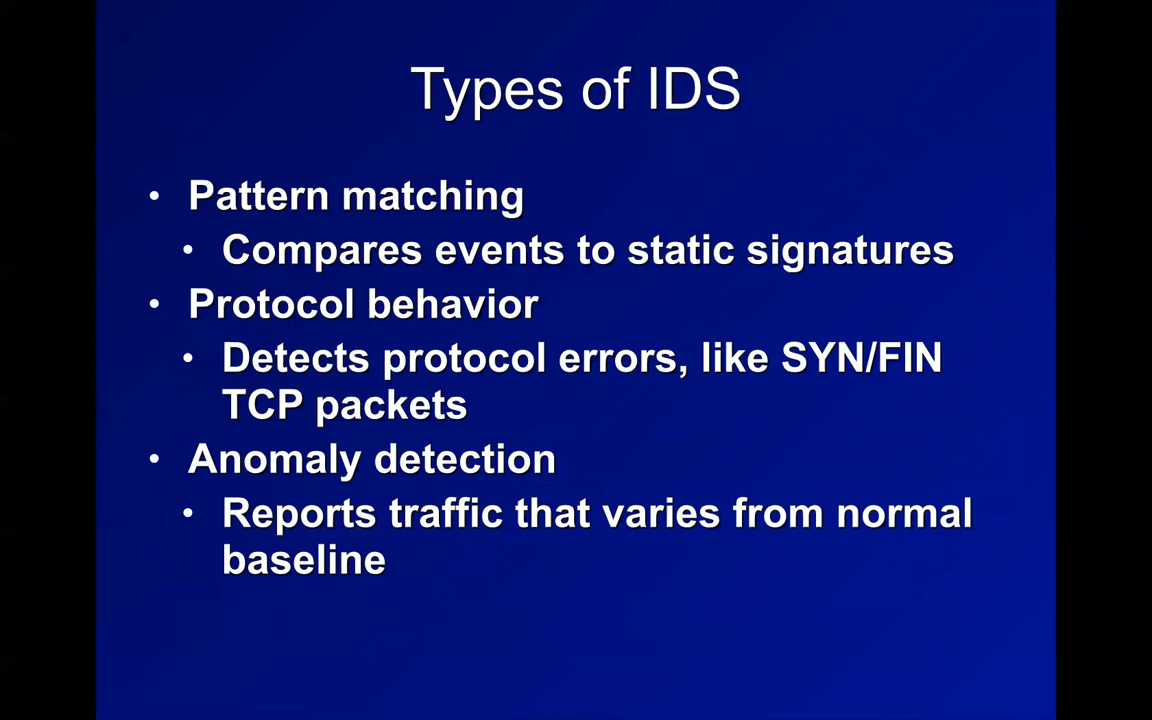 Types of IDS
• Pattern matching
• Compares events to static signatures
• Protocol behavior
• Detects protocol errors, like SYN/FIN
TCP packets
• Anomaly detection
• Reports traffic that varies from normal
baseline